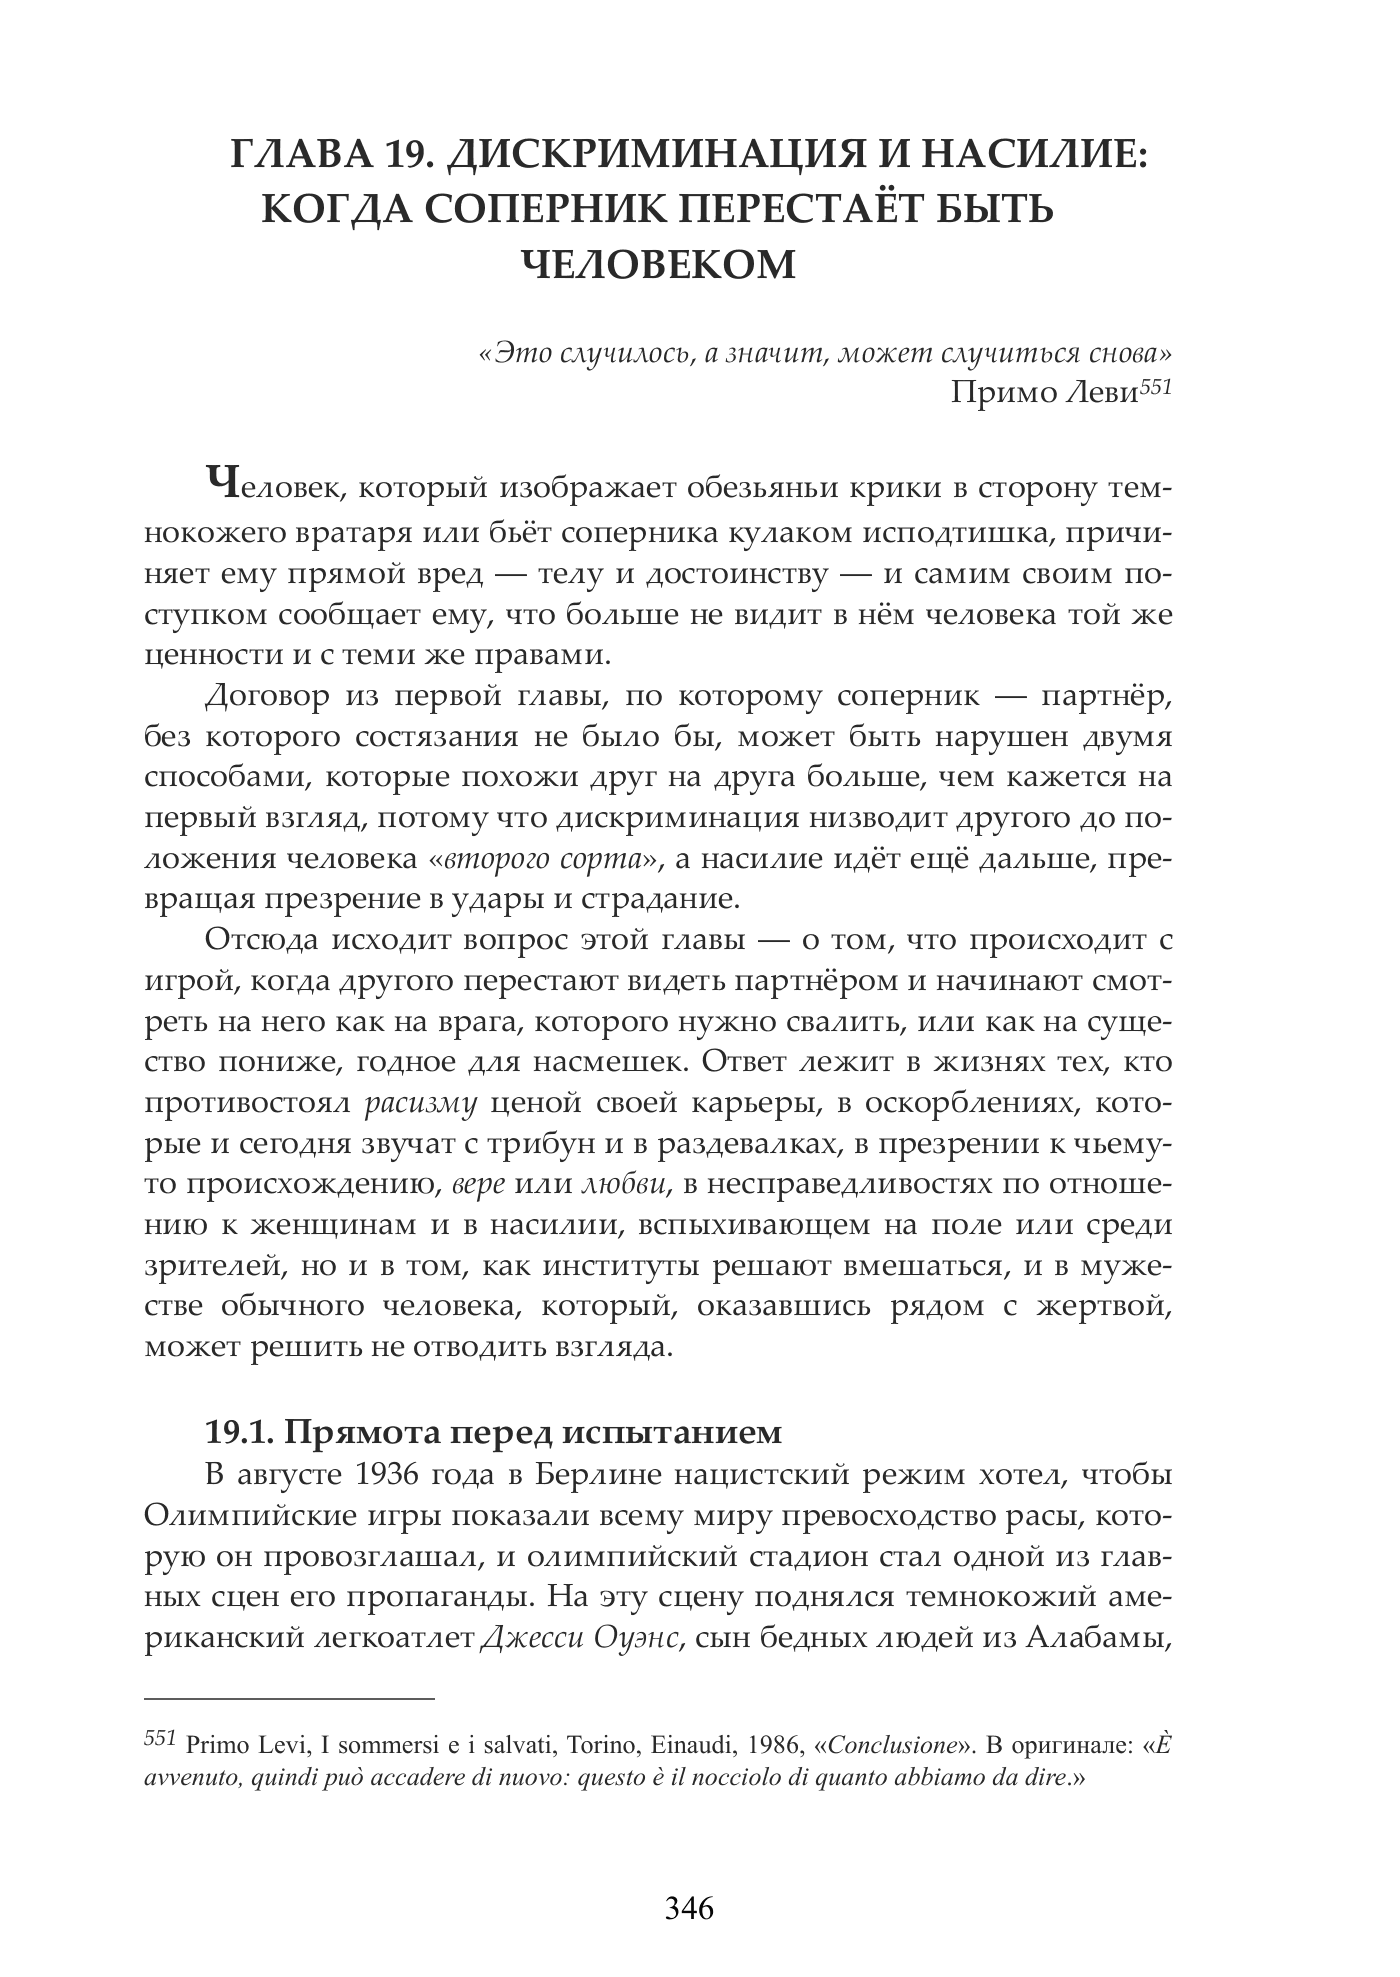 ГЛАВА 19. ДИСКРИМИНАЦИЯ И НАСИЛИЕ:
КОГДА СОПЕРНИК ПЕРЕСТАЁТ БЫТЬ
ЧЕЛОВЕКОМ
«Это случилось, а значит, может случиться снова»
Примо Леви551
Человек, который изображает обезьяньи крики в сторону тем-
нокожего вратаря или бьёт соперника кулаком исподтишка, причи-
няет ему прямой вред — телу и достоинству — и самим своим по-
ступком сообщает ему, что больше не видит в нём человека той же
ценности и с теми же правами.
Договор из первой главы, по которому соперник — партнёр,
без которого состязания не было бы, может быть нарушен двумя
способами, которые похожи друг на друга больше, чем кажется на
первый взгляд, потому что дискриминация низводит другого до по-
ложения человека «второго сорта», а насилие идёт ещё дальше, пре-
вращая презрение в удары и страдание.
Отсюда исходит вопрос этой главы — о том, что происходит с
игрой, когда другого перестают видеть партнёром и начинают смот-
реть на него как на врага, которого нужно свалить, или как на суще-
ство пониже, годное для насмешек. Ответ лежит в жизнях тех, кто
противостоял расизму ценой своей карьеры, в оскорблениях, кото-
рые и сегодня звучат с трибун и в раздевалках, в презрении к чьему-
то происхождению, вере или любви, в несправедливостях по отноше-
нию к женщинам и в насилии, вспыхивающем на поле или среди
зрителей, но и в том, как институты решают вмешаться, и в муже-
стве обычного человека, который, оказавшись рядом с жертвой,
может решить не отводить взгляда.
19.1. Прямота перед испытанием
В августе 1936 года в Берлине нацистский режим хотел, чтобы
Олимпийские игры показали всему миру превосходство расы, кото-
рую он провозглашал, и олимпийский стадион стал одной из глав-
ных сцен его пропаганды. На эту сцену поднялся темнокожий аме-
риканский легкоатлет Джесси Оуэнс, сын бедных людей из Алабамы,
551 Primo Levi, I sommersi e i salvati, Torino, Einaudi, 1986, «Conclusione». В оригинале: «È
avvenuto, quindi può accadere di nuovo: questo è il nocciolo di quanto abbiamo da dire.»
346